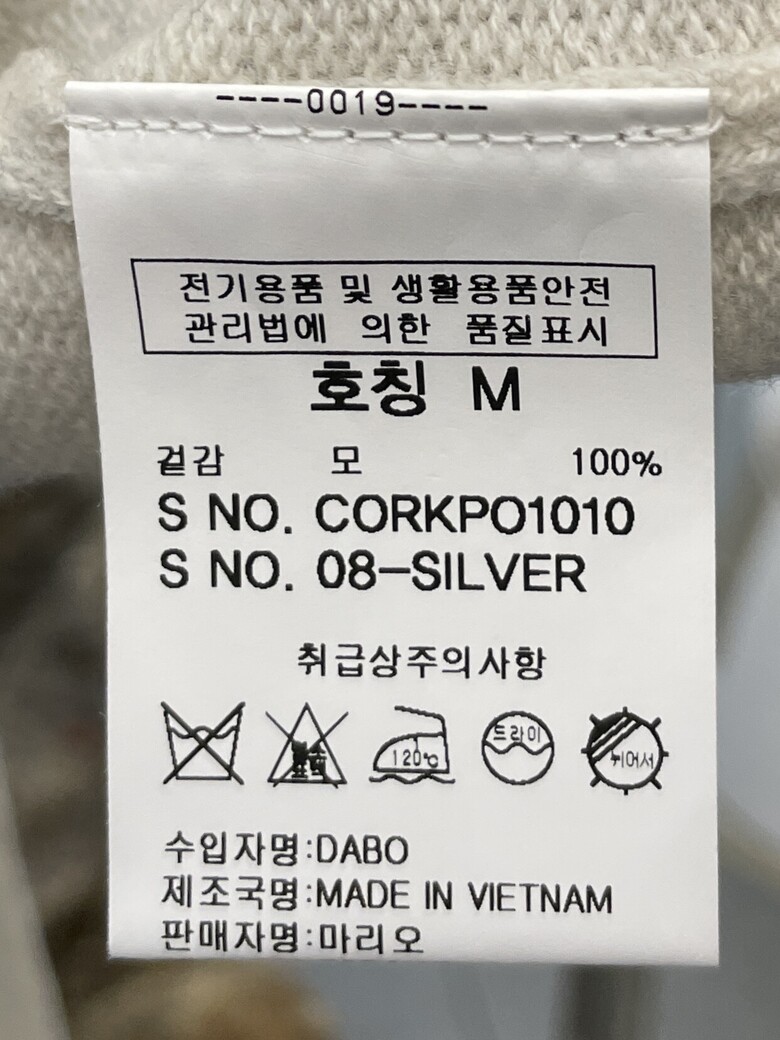 ----0019----
전기용품 및 생활용품안전
관리법에 의한 품질표시
호칭 M
겉감 모 100%
S NO. CORKPO1010
S NO. 08-SILVER
취급상주의사항
120℃ 드라이 뉘어서
수입자명:DABO
제조국명:MADE IN VIETNAM
판매자명:마리오